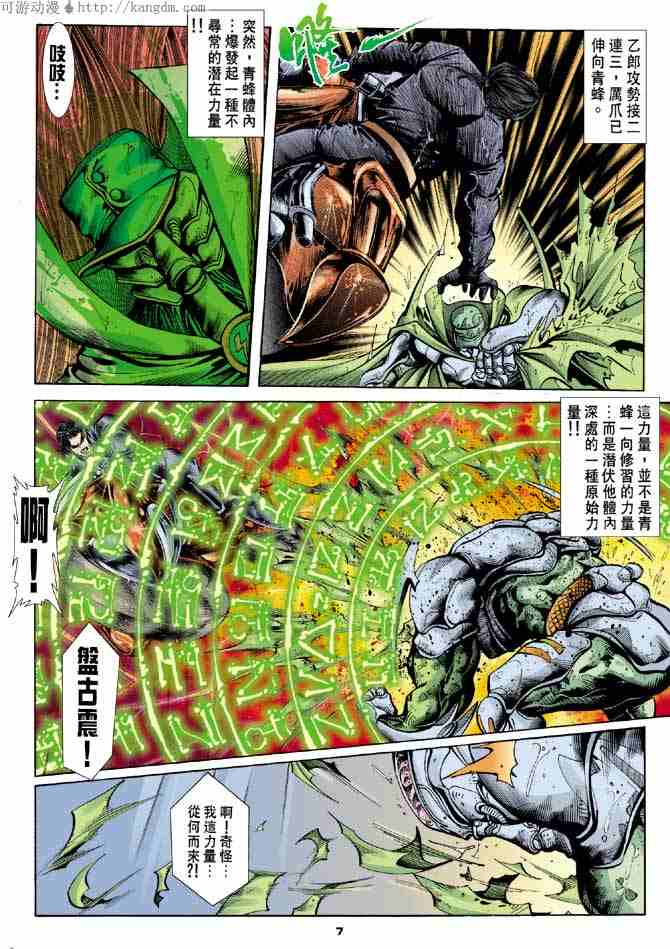 可游动漫 http://kangdm.com/
乙郎攻勢接二
連三，厲爪已
伸向青蜂。
突然，青蜂體內
…爆發起一種不
尋常的潛在力量
!!
吱吱…
這力量，並不是青
蜂一向修習的力量
…而是潛伏他體內
深處的一種原始力
量!!
啊！
盤古震！
啊！奇怪…
我這力量…
從何而來?!
7